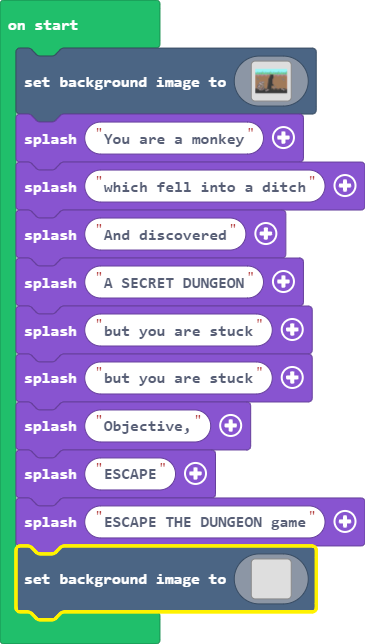 on start
set background image to
splash "You are a monkey"
splash "which fell into a ditch"
splash "And discovered"
splash "A SECRET DUNGEON"
splash "but you are stuck"
splash "but you are stuck"
splash "Objective,"
splash "ESCAPE"
splash "ESCAPE THE DUNGEON game"
set background image to